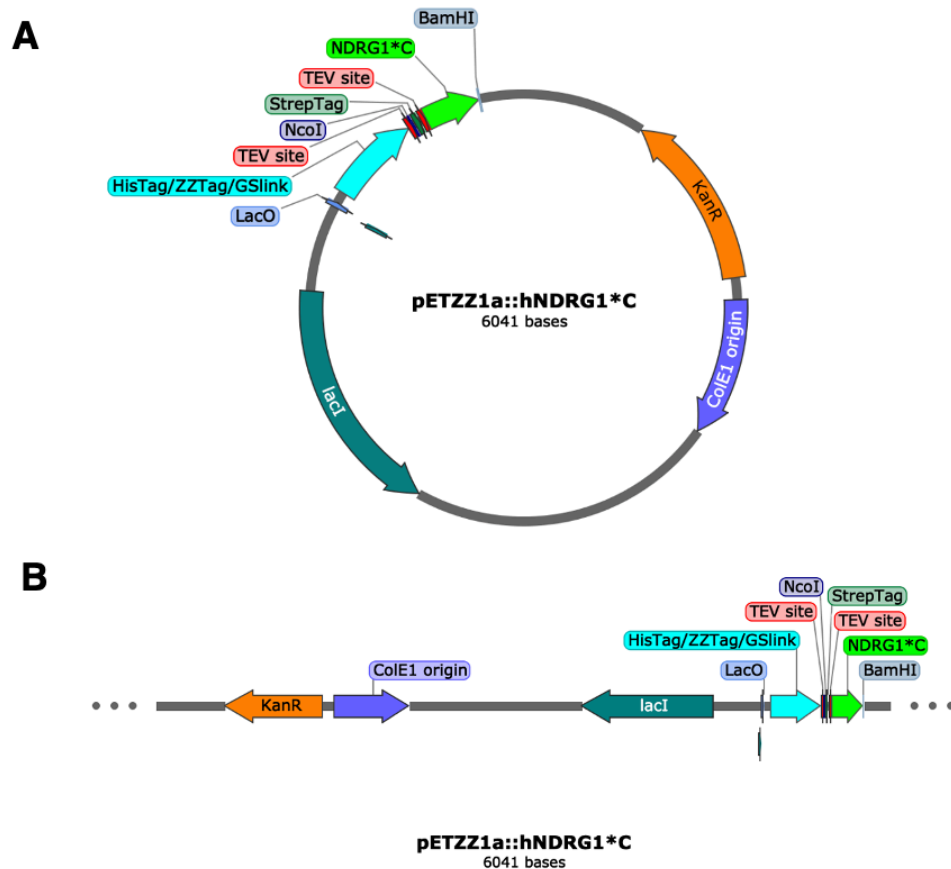 A
BamHI
NDRG1*C
TEV site
StrepTag
NcoI
TEV site
HisTag/ZZTag/GSlink
LacO
KanR
pETZZ1a::hNDRG1*C
6041 bases
ColE1 origin
lacI
B
NcoI
StrepTag
TEV site
TEV site
HisTag/ZZTag/GSlink
NDRG1*C
ColE1 origin
LacO
BamHI
KanR
lacI
pETZZ1a::hNDRG1*C
6041 bases